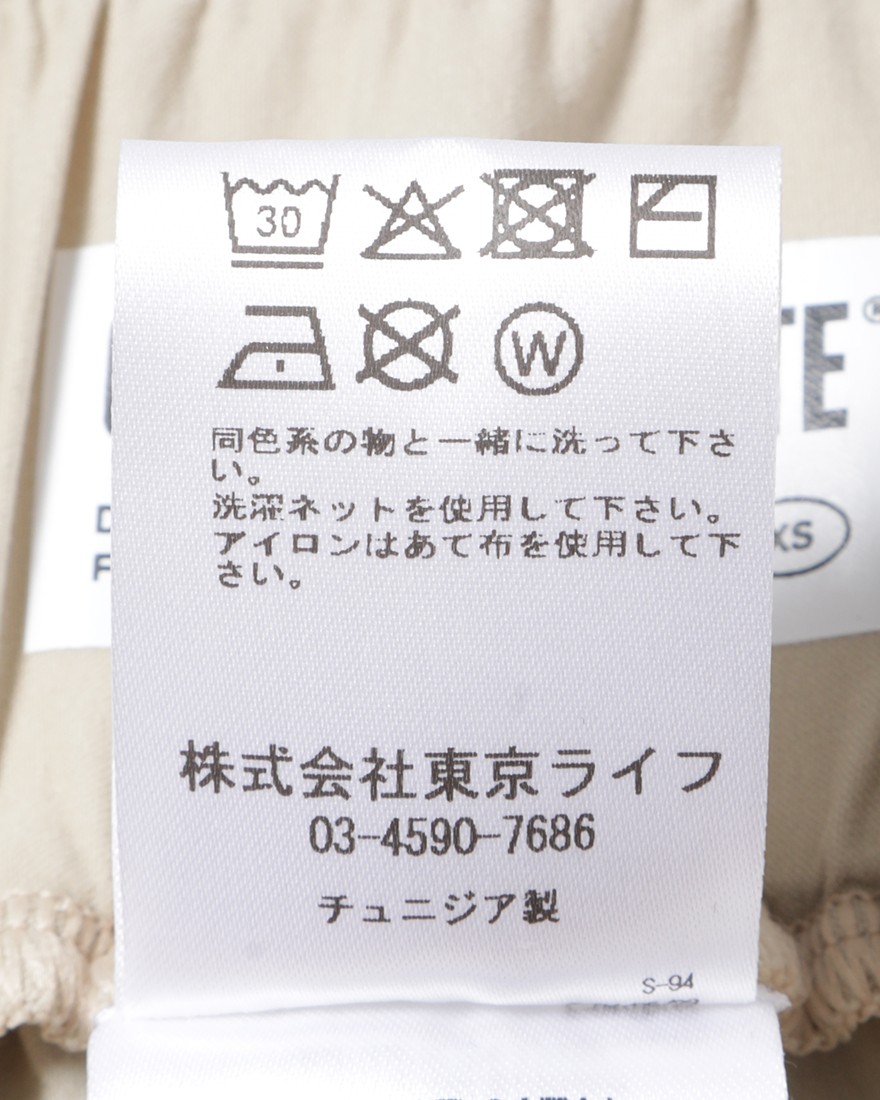 30
W
同色系の物と一緒に洗って下さ
い。
洗濯ネットを使用して下さい。
アイロンはあて布を使用して下
さい。
XS
株式会社東京ライフ
03-4590-7686
チュニジア製
S-94